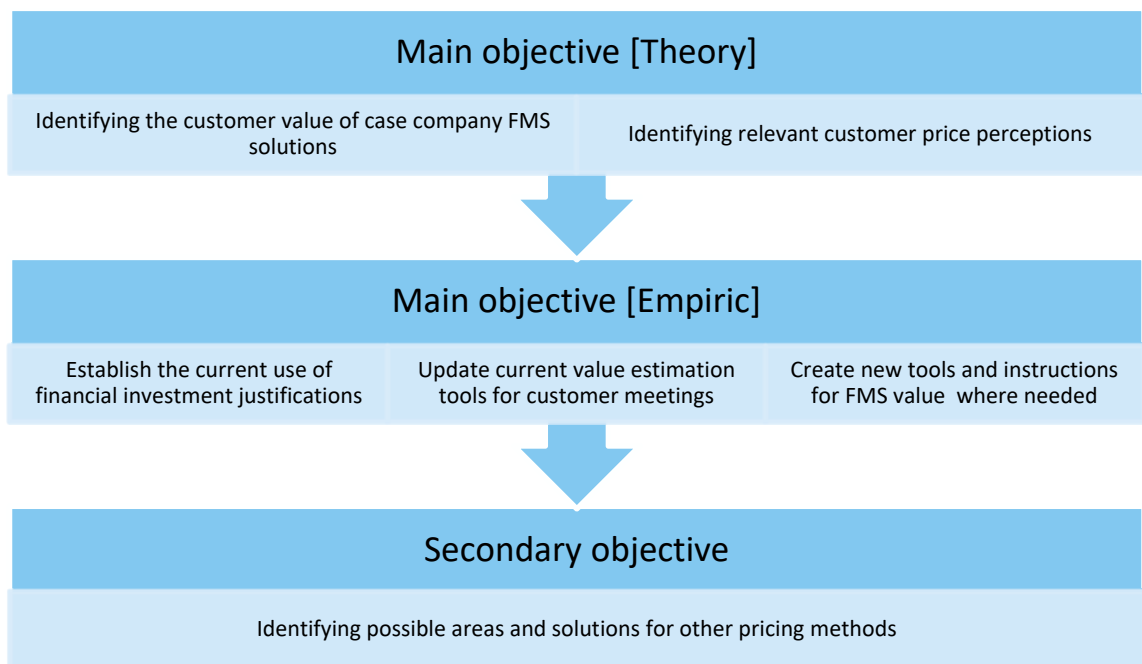 Main objective [Theory]
Identifying the customer value of case company FMS
solutions
Identifying relevant customer price perceptions
Main objective [Empiric]
Establish the current use of
financial investment justifications
Update current value estimation
tools for customer meetings
Create new tools and instructions
for FMS value  where needed
Secondary objective
Identifying possible areas and solutions for other pricing methods